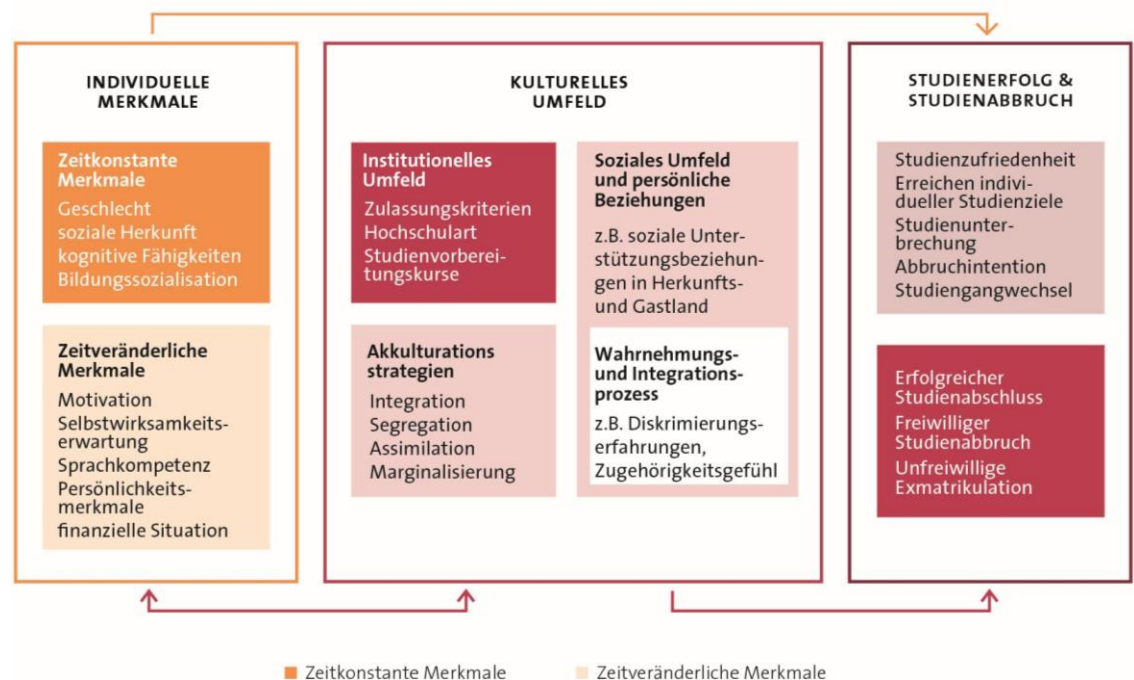 INDIVIDUELLE
MERKMALE
Zeitkonstante
Merkmale
Geschlecht
soziale Herkunft
kognitive Fähigkeiten
Bildungssozialisation
Zeitveränderliche
Merkmale
Motivation
Selbstwirksamkeits-
erwartung
Sprachkompetenz
Persönlichkeits-
merkmale
finanzielle Situation
KULTURELLES
UMFELD
Institutionelles
Umfeld
Zulassungskriterien
Hochschulart
Studienvorberei-
tungskurse
Akkulturations
strategien
Integration
Segregation
Assimilation
Marginalisierung
Soziales Umfeld
und persönliche
Beziehungen
z.B. soziale Unter-
stützungsbeziehun-
gen in Herkunfts-
und Gastland
Wahrnehmungs-
und Integrations-
prozess
z.B. Diskrimierungs-
erfahrungen,
Zugehörigkeitsgefühl
STUDIENERFOLG &
STUDIENABBRUCH
Studienzufriedenheit
Erreichen indivi-
dueller Studienziele
Studienunter-
brechung
Abbruchintention
Studiengangwechsel
Erfolgreicher
Studienabschluss
Freiwilliger
Studienabbruch
Unfreiwillige
Exmatrikulation
Zeitkonstante Merkmale
Zeitveränderliche Merkmale